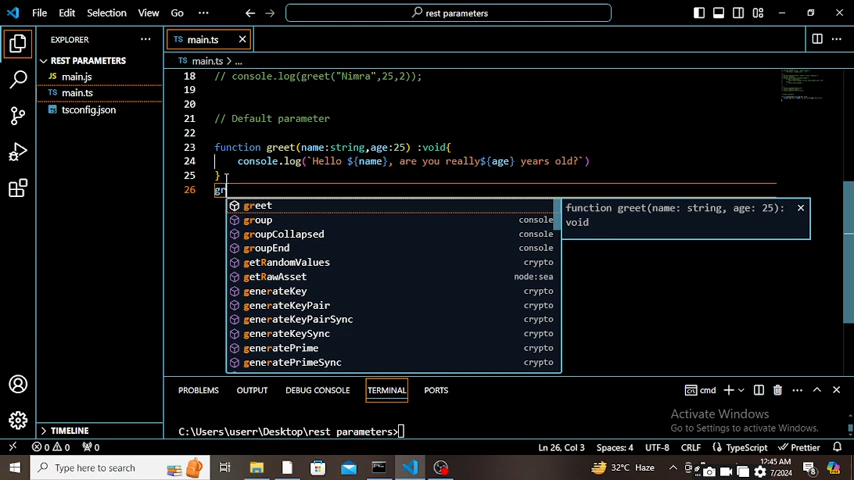 File Edit Selection View Go ··· rest parameters
EXPLORER ··· TS main.ts
REST PARAMETERS TS main.ts > ...
JS main.js
TS main.ts
tsconfig.json
18 // console.log(greet("Nimra",25,2));
19
20
21 // Default parameter
22
23 function greet(name:string,age:25) :void{
24 console.log(`Hello ${name}, are you really${age} years old?`)
25 }
26 gr
greet
group console
groupCollapsed console
groupEnd console
getRandomValues crypto
getRawAsset node:sea
generateKey crypto
generateKeyPair crypto
generateKeyPairSync crypto
generateKeySync crypto
generatePrime crypto
generatePrimeSync crypto
function greet(name: string, age: 25):
void
PROBLEMS OUTPUT DEBUG CONSOLE TERMINAL PORTS cmd
C:\Users\userr\Desktop\rest parameters>
Activate Windows
Go to Settings to activate Windows.
TIMELINE
0 0 0 Ln 26, Col 3 Spaces: 4 UTF-8 CRLF {} TypeScript Prettier
Type here to search 32°C Haze 12:45 AM
7/2024